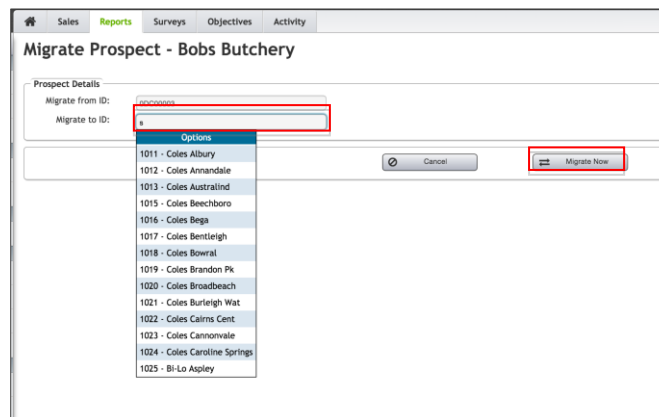 Sales Reports Surveys Objectives Activity
Migrate Prospect - Bobs Butchery
Prospect Details
Migrate from ID:
Migrate to ID: B
Options
1011 - Coles Albury
1012 - Coles Annandale
1013 - Coles Australind
1015 - Coles Beechboro
1016 - Coles Bega
1017 - Coles Bentleigh
1018 - Coles Bowral
1019 - Coles Brandon Pk
1020 - Coles Broadbeach
1021 - Coles Burleigh Wat
1022 - Coles Cairns Cent
1023 - Coles Cannonvale
1024 - Coles Caroline Springs
1025 - Bi-Lo Aspley
Cancel Migrate Now